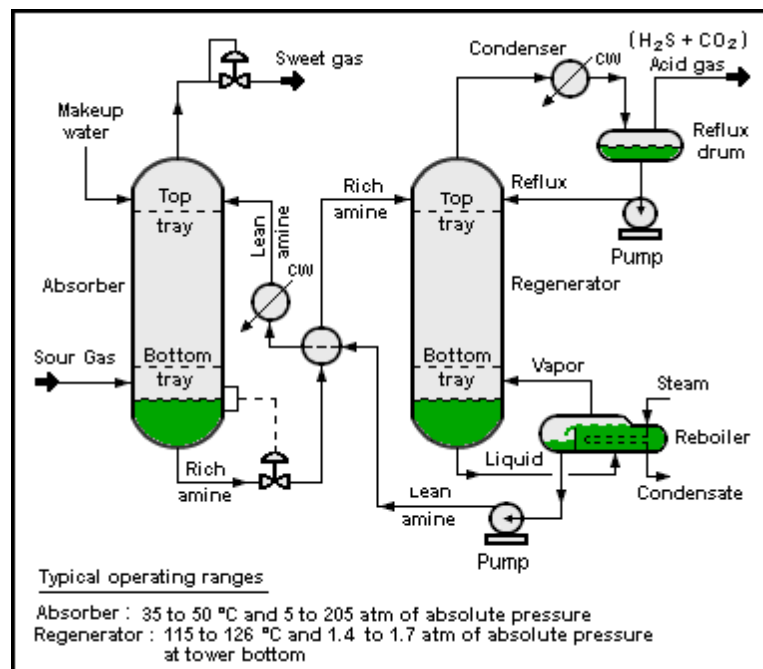 Sweet gas
Condenser
CW
(H₂S + CO₂)
Acid gas
Makeup
water
Reflux
drum
Top
tray
Lean
amine
Rich
amine
Top
tray
Reflux
Pump
Absorber
CW
Regenerator
Sour Gas
Bottom
tray
Bottom
tray
Vapor
Steam
Reboiler
Rich
amine
Liquid
Condensate
Lean
amine
Pump
Typical operating ranges
Absorber : 35 to 50 °C and 5 to 205 atm of absolute pressure
Regenerator : 115 to 126 °C and 1.4 to 1.7 atm of absolute pressure
at tower bottom